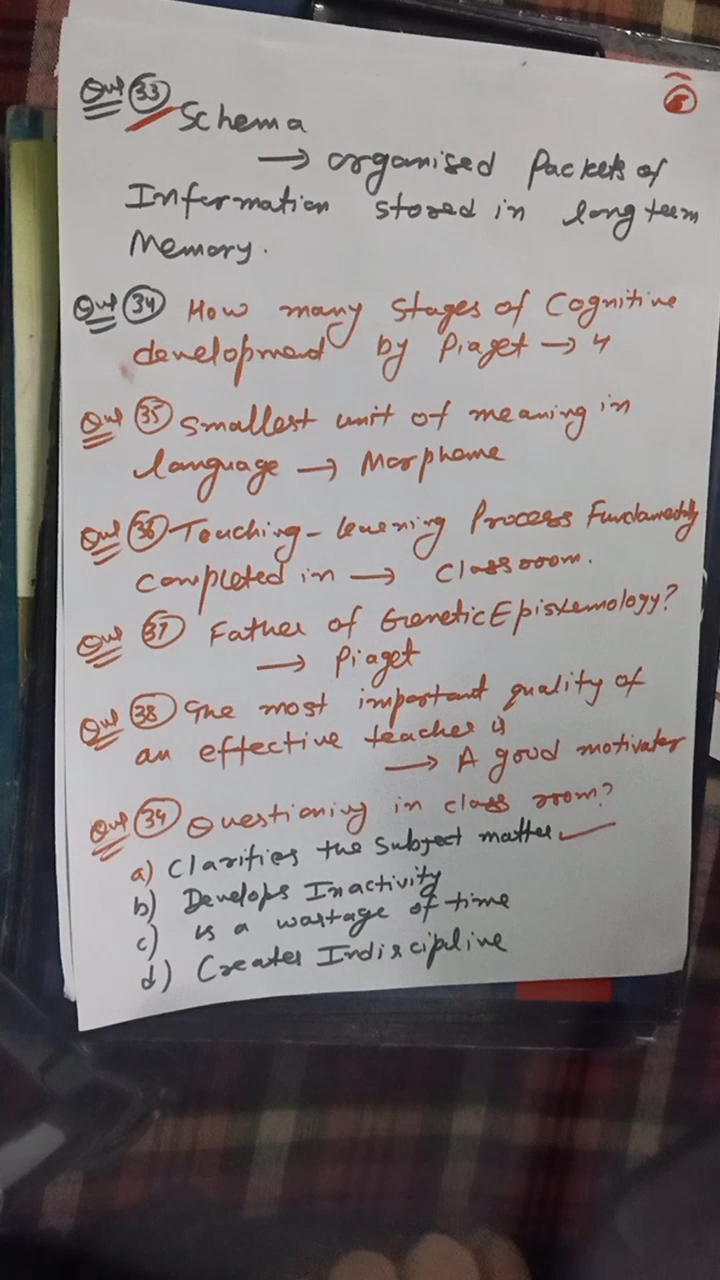 Que 33 Schema
5
→ organised Packets of
Information stored in long term
Memory.
Que 34 How many stages of Cognitive
development by Piaget → 4
Que 35 Smallest unit of meaning in
language → Morpheme
Que 36 Teaching-learning Process Fundamentally
completed in → Classroom.
Que 37 Father of Genetic Epistemology?
→ Piaget
Que 38 The most important quality of
an effective teacher is
→ A good motivater
Que 39 Questioning in class room?
a) Clarifies the Subject matter
b) Develops Inactivity
c) is a wastage of time
d) Creates Indiscipline